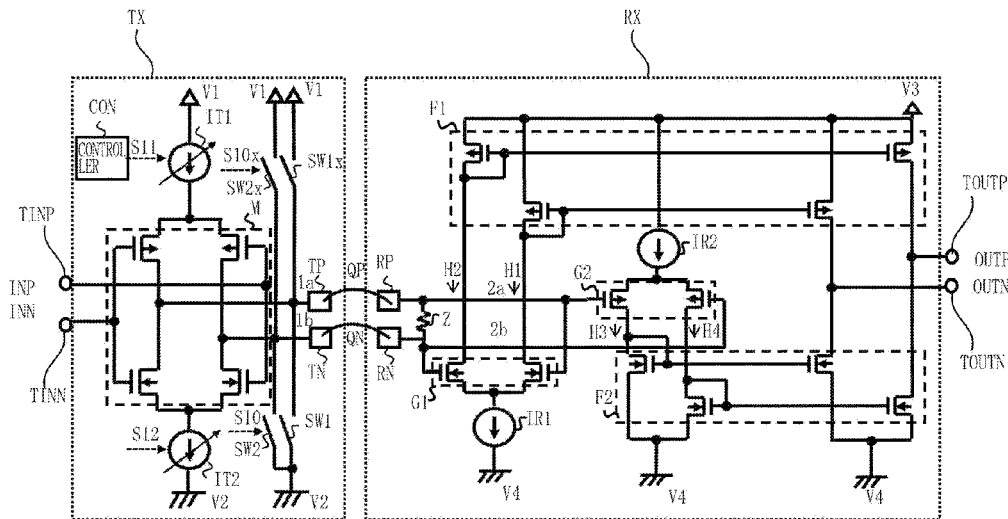 TX
RX
V1
V1
V1
V3
CON
IT1
F1
CONTROL
LER
S11
S10x
SW1x
SW2x
TINP
M
TOUTP
IR2
TP
QP
RP
H2
H1
G2
OUTP
INP
1a
2a
OUTN
INN
1b
Z
2b
H3
H4
TN
QN
RN
TOUTN
TINN
G1
F2
S12
S10
SW1
SW2
IR1
IT2
V2
V2
V4
V4
V4